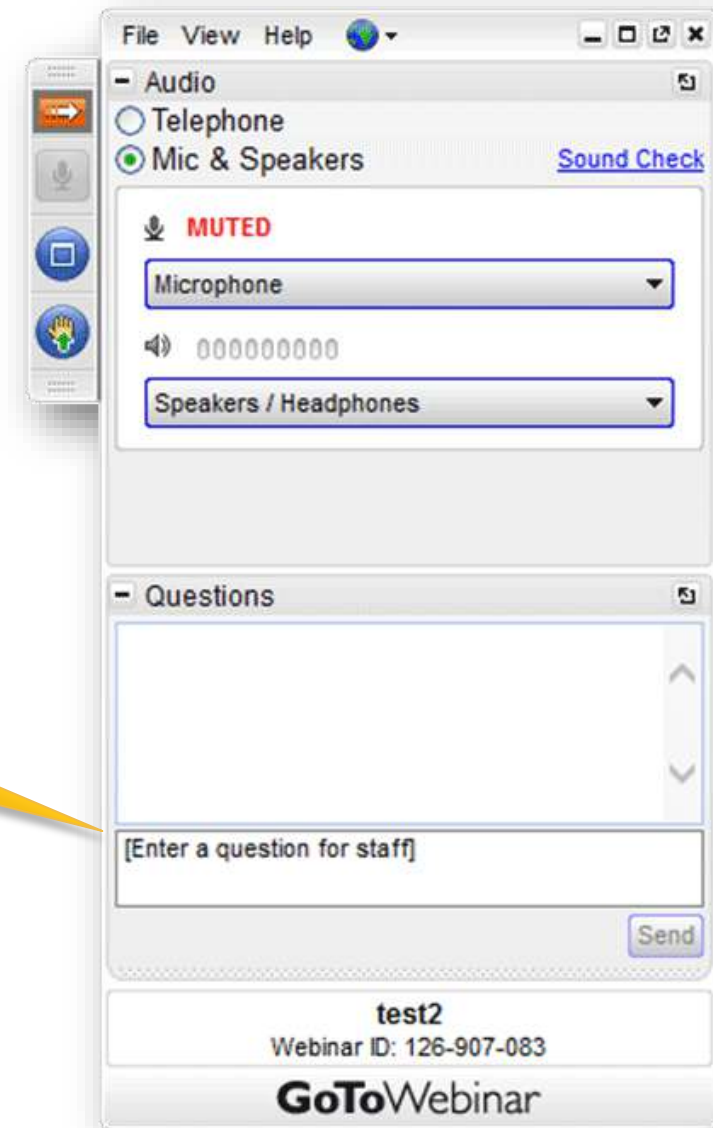 File View Help
Audio
Telephone
Mic & Speakers Sound Check
MUTED
Microphone
000000000
Speakers / Headphones
Questions
[Enter a question for staff]
Send
test2
Webinar ID: 126-907-083
GoToWebinar